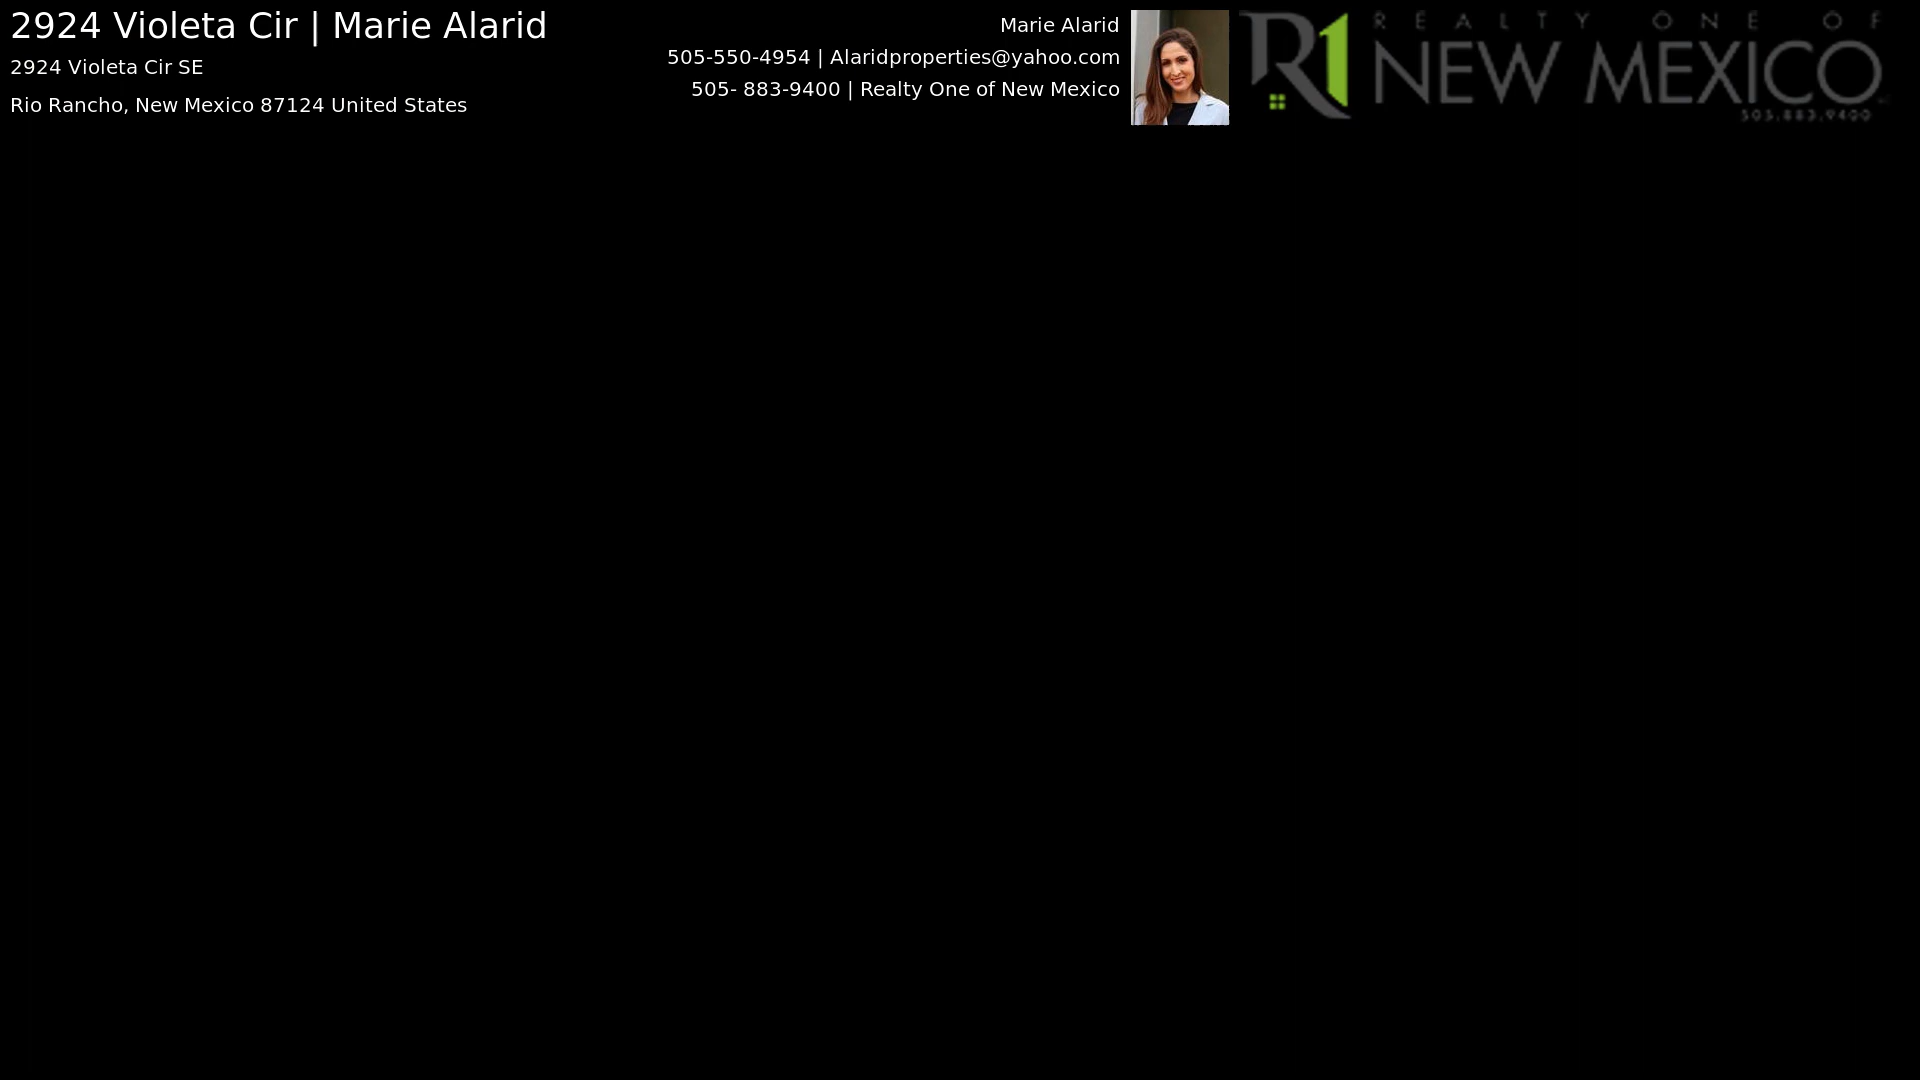 2924 Violeta Cir | Marie Alarid
2924 Violeta Cir SE
Rio Rancho, New Mexico 87124 United States
Marie Alarid
505-550-4954 | Alaridproperties@yahoo.com
505- 883-9400 | Realty One of New Mexico
R1
REALTY ONE OF
NEW MEXICO
505.883.9400